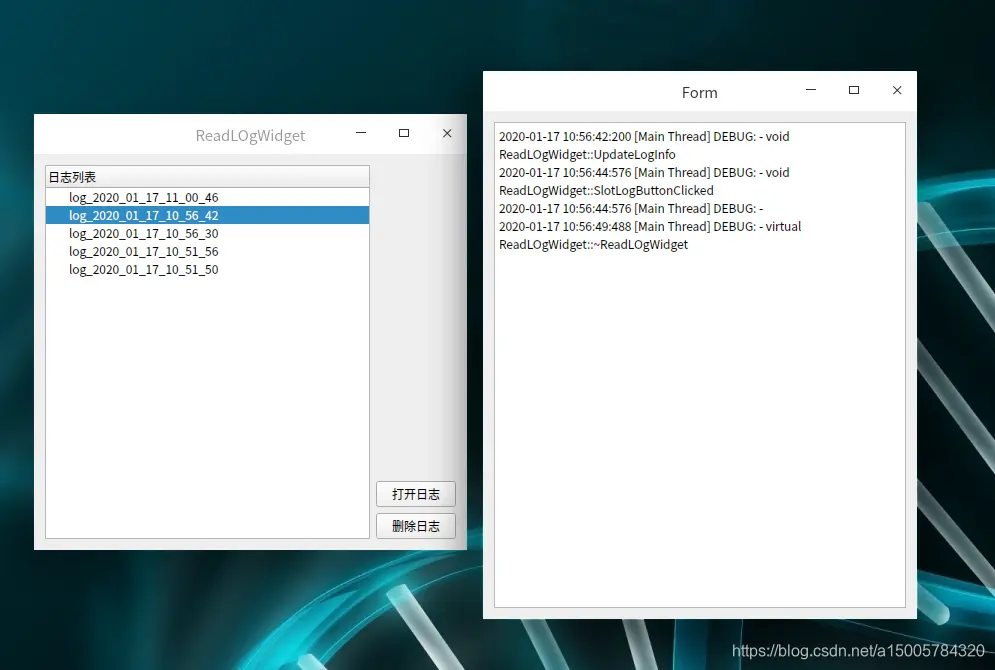 ReadLOgWidget
日志列表
log_2020_01_17_11_00_46
log_2020_01_17_10_56_42
log_2020_01_17_10_56_30
log_2020_01_17_10_51_56
log_2020_01_17_10_51_50
打开日志
删除日志
Form
2020-01-17 10:56:42:200 [Main Thread] DEBUG: - void
ReadLOgWidget::UpdateLogInfo
2020-01-17 10:56:44:576 [Main Thread] DEBUG: - void
ReadLOgWidget::SlotLogButtonClicked
2020-01-17 10:56:44:576 [Main Thread] DEBUG: -
2020-01-17 10:56:49:488 [Main Thread] DEBUG: - virtual
ReadLOgWidget::~ReadLOgWidget
https://blog.csdn.net/a15005784320